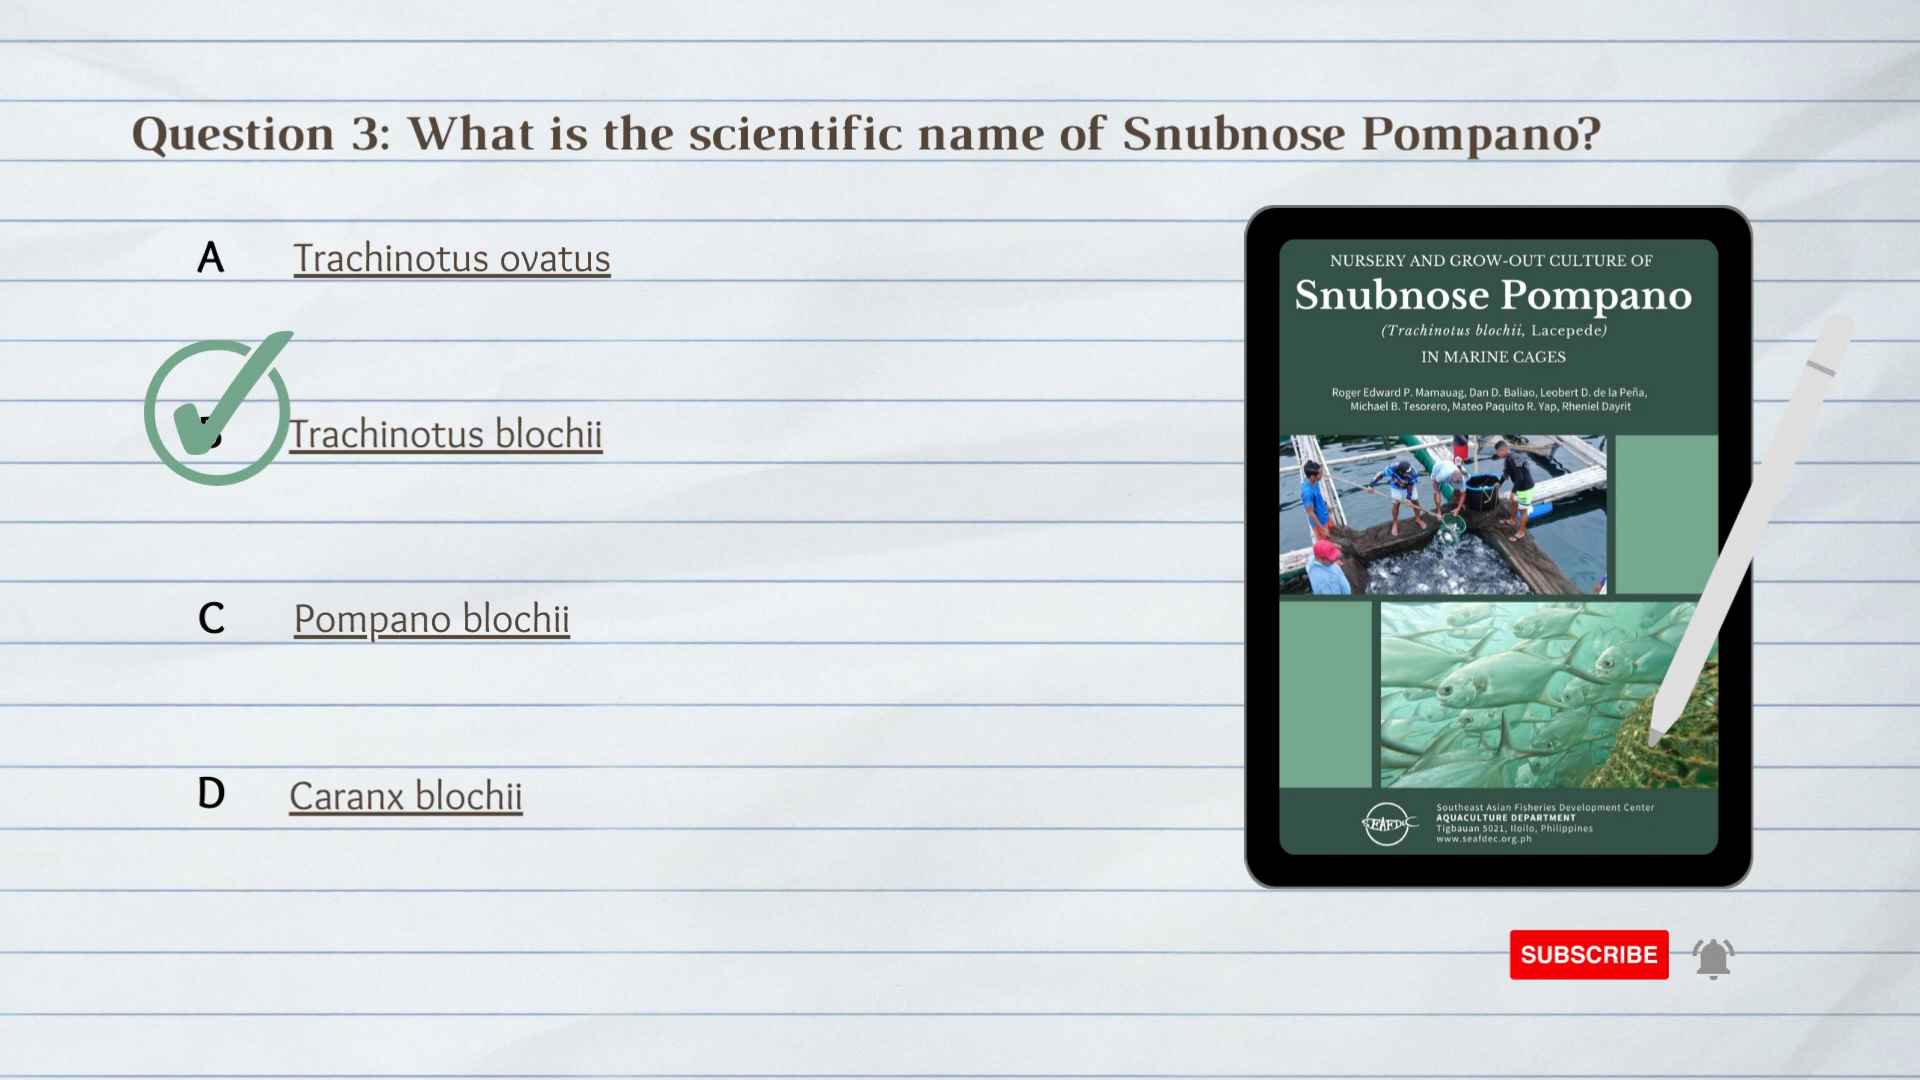 Question 3: What is the scientific name of Snubnose Pompano?
A Trachinotus ovatus
Trachinotus blochii
C Pompano blochii
D Caranx blochii
NURSERY AND GROW-OUT CULTURE OF
Snubnose Pompano
(Trachinotus blochii, Lacepede)
IN MARINE CAGES
Roger Edward P. Mamauag, Dan D. Baliao, Leobert D. de la Peña,
Michael B. Tesorero, Mateo Paquito R. Yap, Rheniel Dayrit
SEAFDEC
Southeast Asian Fisheries Development Center
AQUACULTURE DEPARTMENT
Tigbauan 5021, Iloilo, Philippines
www.seafdec.org.ph
SUBSCRIBE